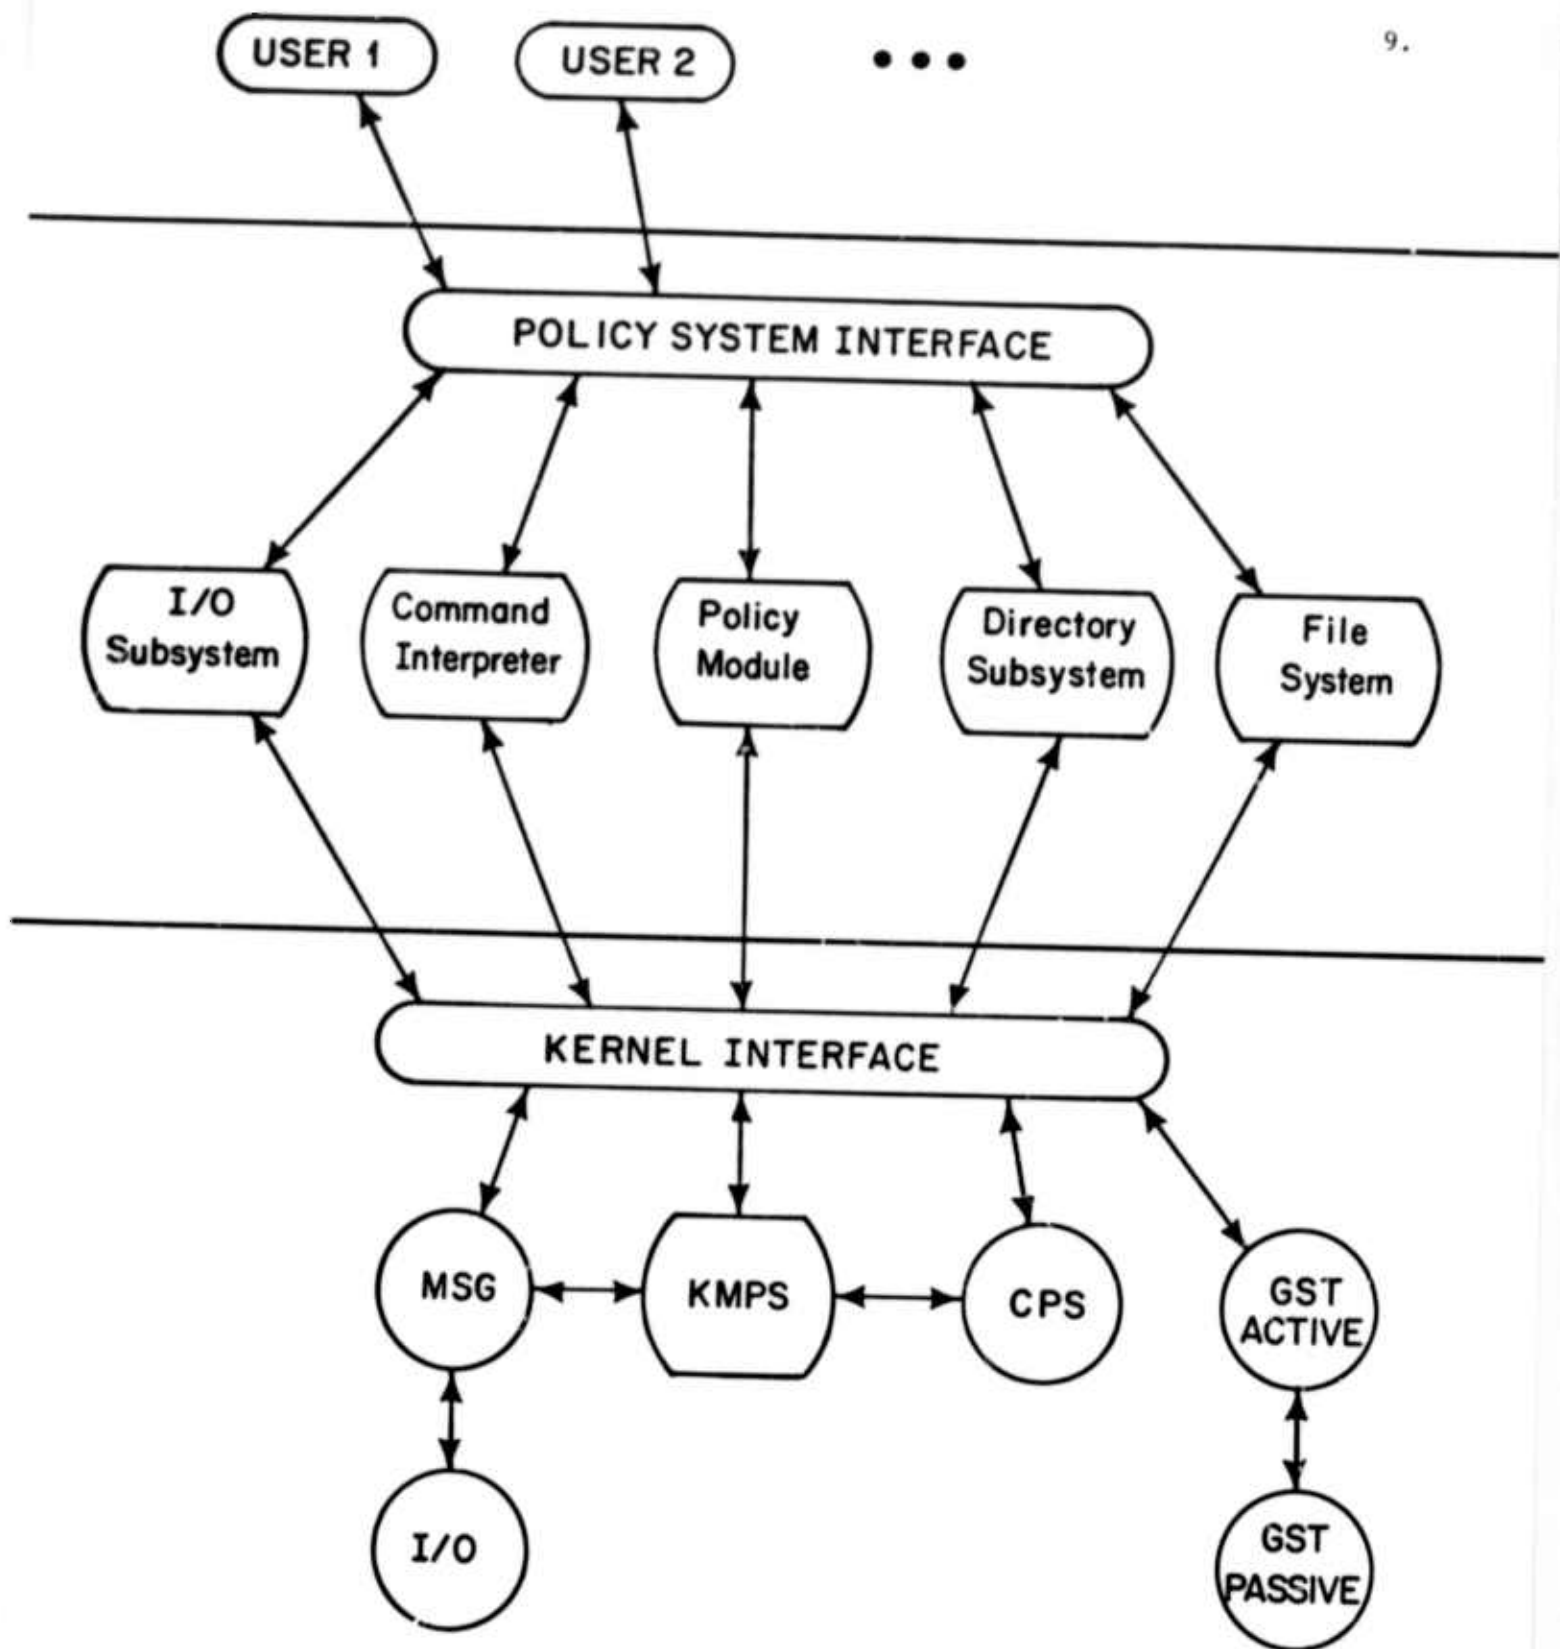 9.
USER 1
USER 2
POLICY SYSTEM INTERFACE
I/O
Subsystem
Command
Interpreter
Policy
Module
Directory
Subsystem
File
System
KERNEL INTERFACE
MSG
KMPS
CPS
GST
ACTIVE
I/O
GST
PASSIVE